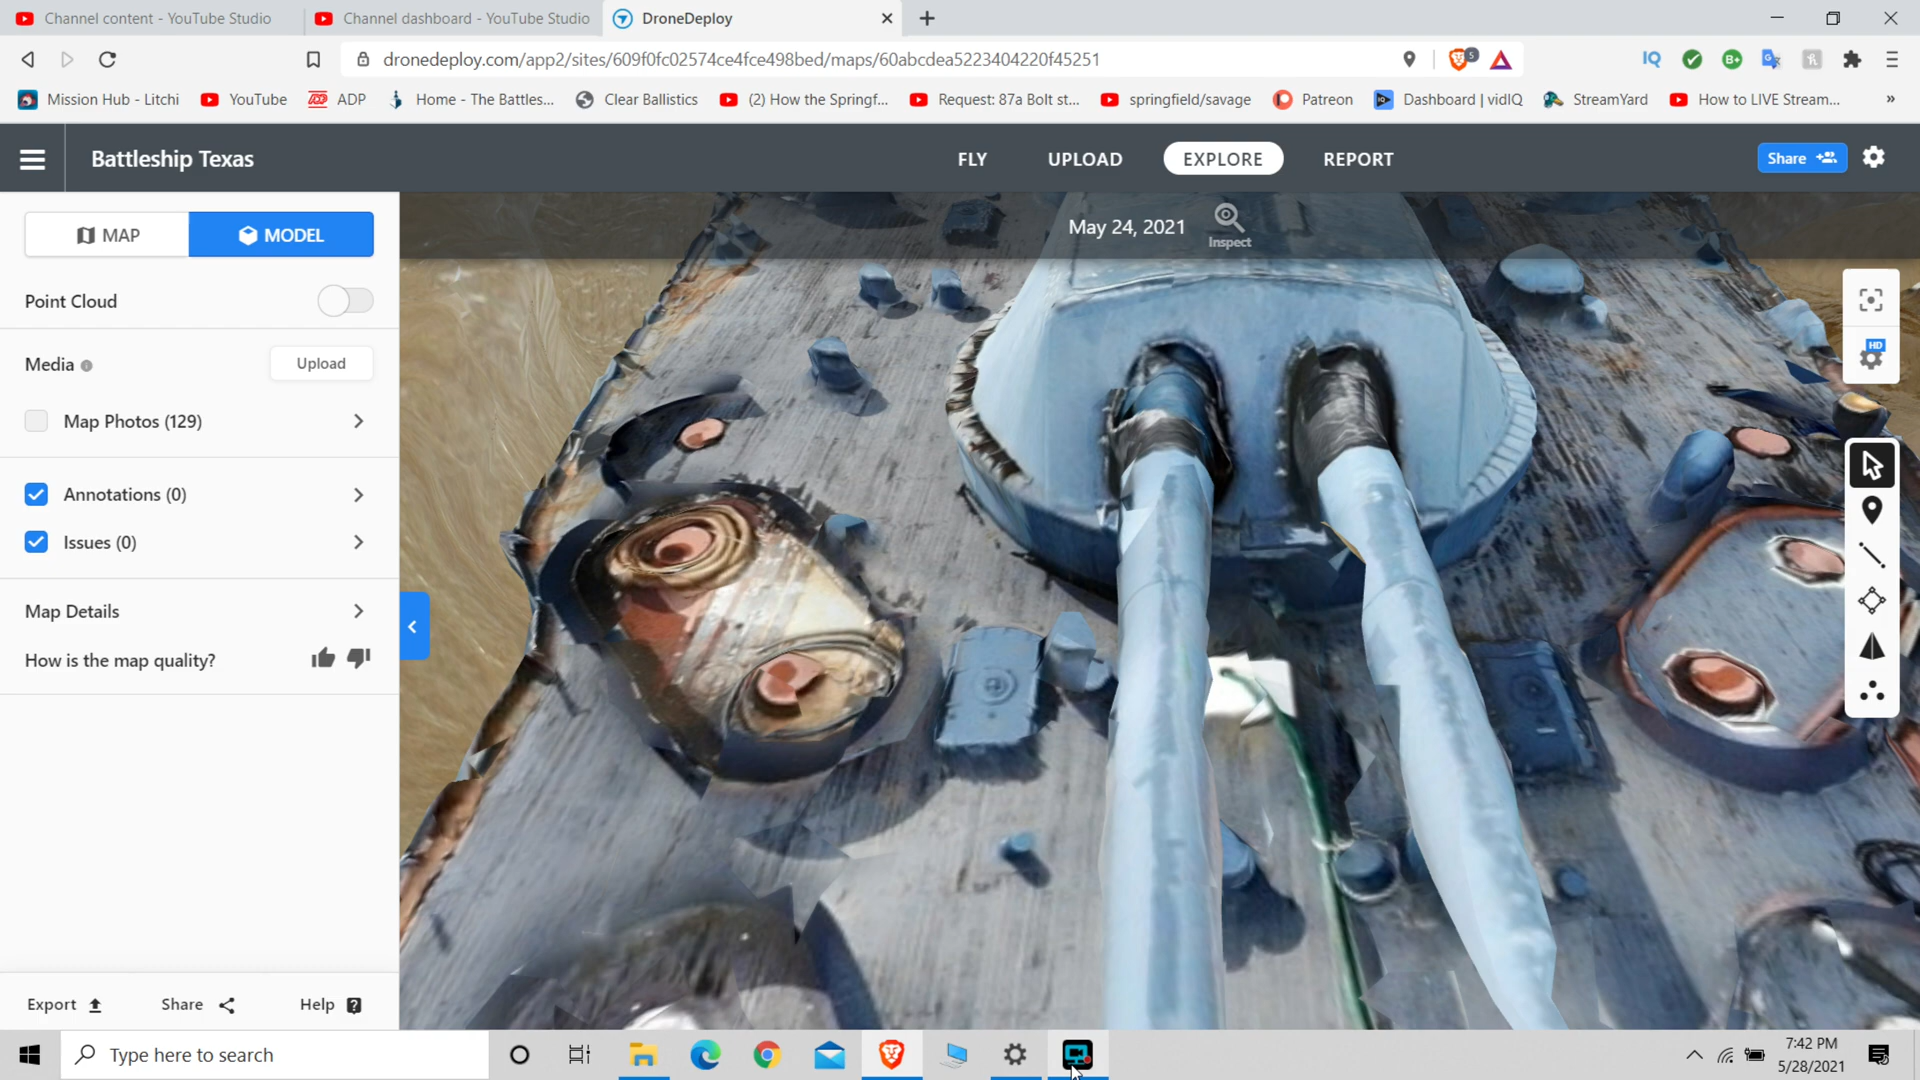 Channel content - YouTube Studio
Channel dashboard - YouTube Studio
DroneDeploy
dronedeploy.com/app2/sites/609f0fc02574ce4fce498bed/maps/60abcdea5223404220f45251
5
IQ
B+
Mission Hub - Litchi
YouTube
ADP
Home - The Battles...
Clear Ballistics
(2) How the Springf...
Request: 87a Bolt st...
springfield/savage
Patreon
Dashboard | vidIQ
StreamYard
How to LIVE Stream...
»
Battleship Texas
FLY
UPLOAD
EXPLORE
REPORT
Share
MAP
MODEL
May 24, 2021
Inspect
Point Cloud
HD
Media
Upload
Map Photos (129)
Annotations (0)
Issues (0)
Map Details
How is the map quality?
Export
Share
Help
Type here to search
7:42 PM
5/28/2021